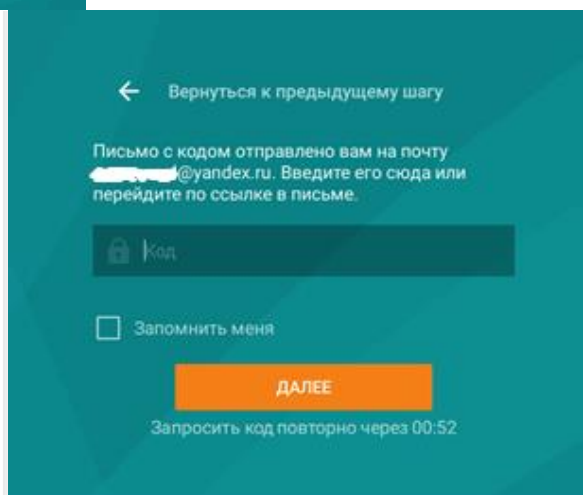 Вернуться к предыдущему шагу
Письмо с кодом отправлено вам на почту
@yandex.ru. Введите его сюда или
перейдите по ссылке в письме.
Код
Запомнить меня
ДАЛЕЕ
Запросить код повторно через 00:52